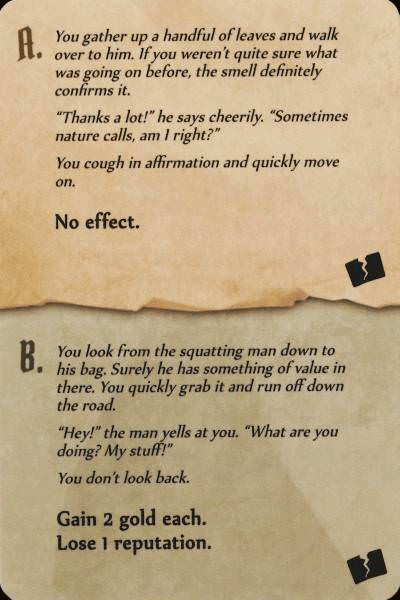 A.
You gather up a handful of leaves and walk
over to him. If you weren't quite sure what
was going on before, the smell definitely
confirms it.
“Thanks a lot!” he says cheerily. “Sometimes
nature calls, am I right?”
You cough in affirmation and quickly move
on.
No effect.
B.
You look from the squatting man down to
his bag. Surely he has something of value in
there. You quickly grab it and run off down
the road.
“Hey!” the man yells at you. “What are you
doing? My stuff!”
You don't look back.
Gain 2 gold each.
Lose 1 reputation.